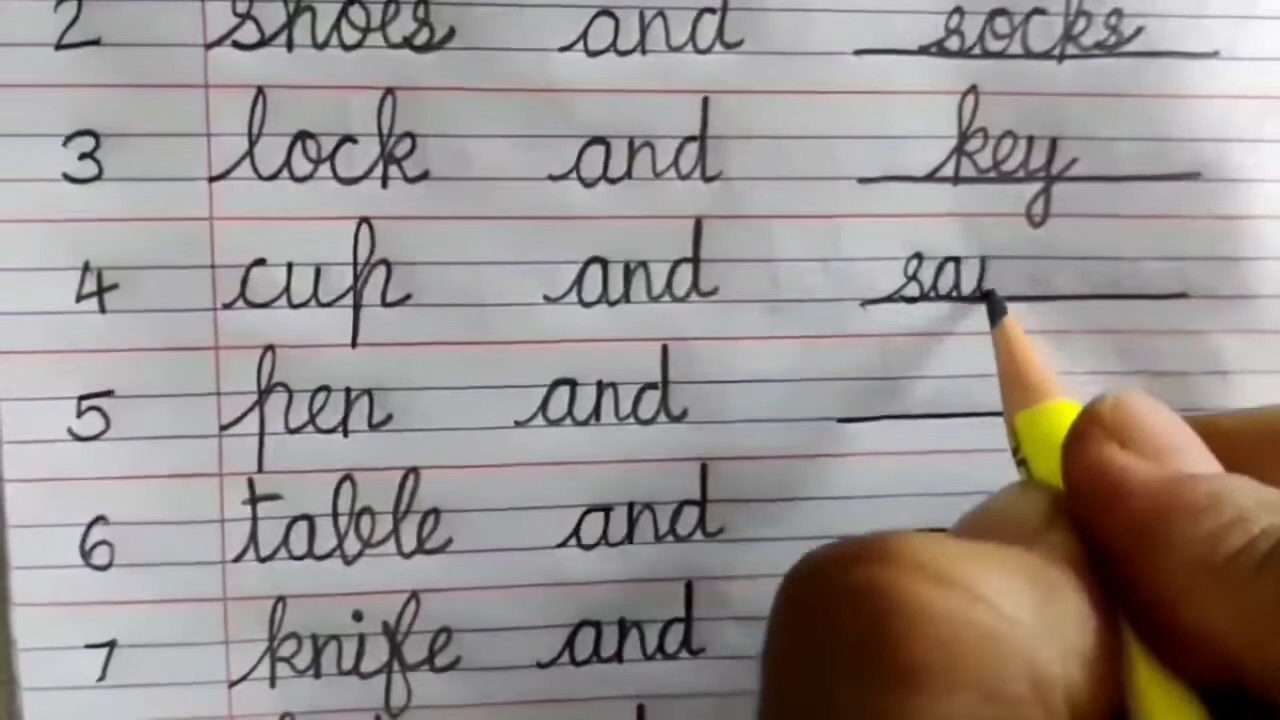 2 shoes and socks
3 lock and key
4 cup and sau
5 pen and
6 table and
7 knife and